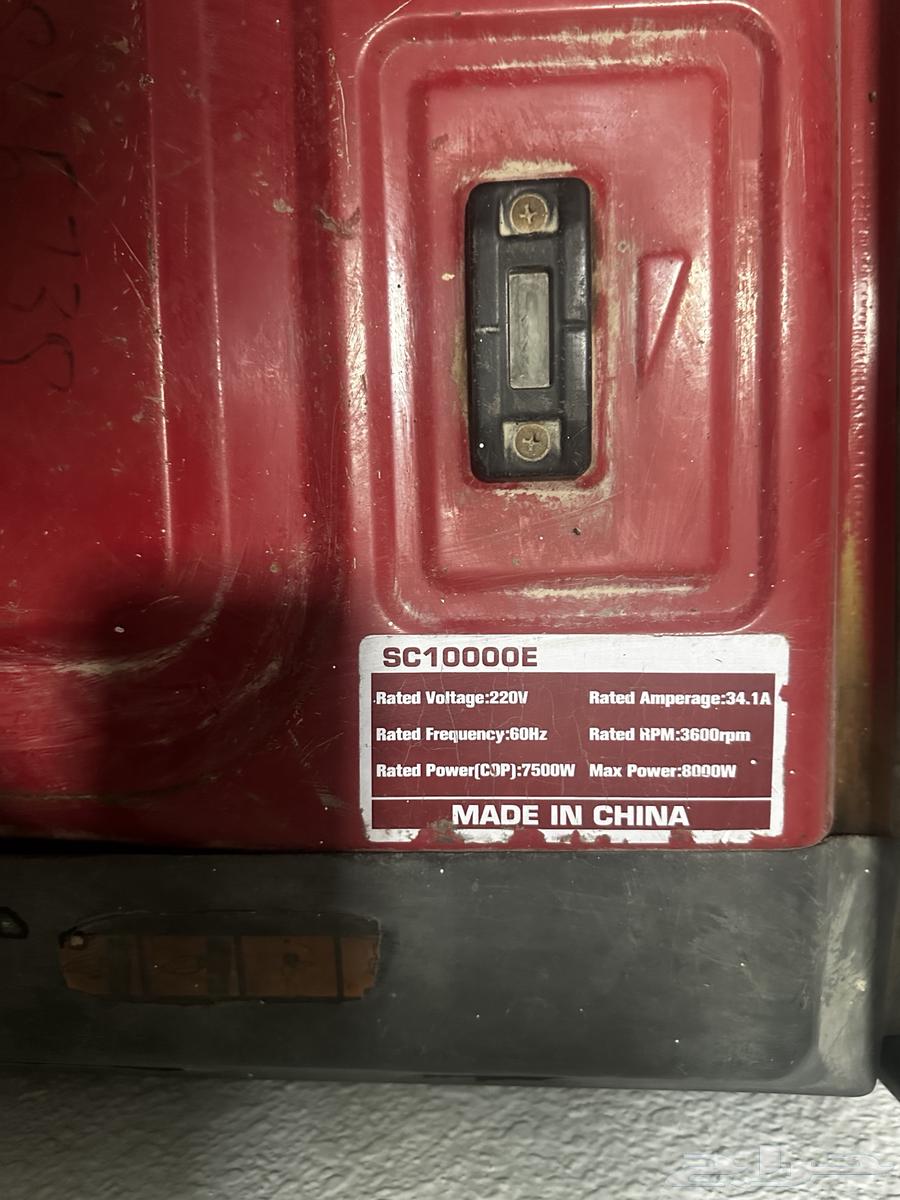 SC10000E
Rated Voltage:220V Rated Amperage:34.1A
Rated Frequency:60Hz Rated RPM:3600rpm
Rated Power(COP):7500W Max Power:8000W
MADE IN CHINA